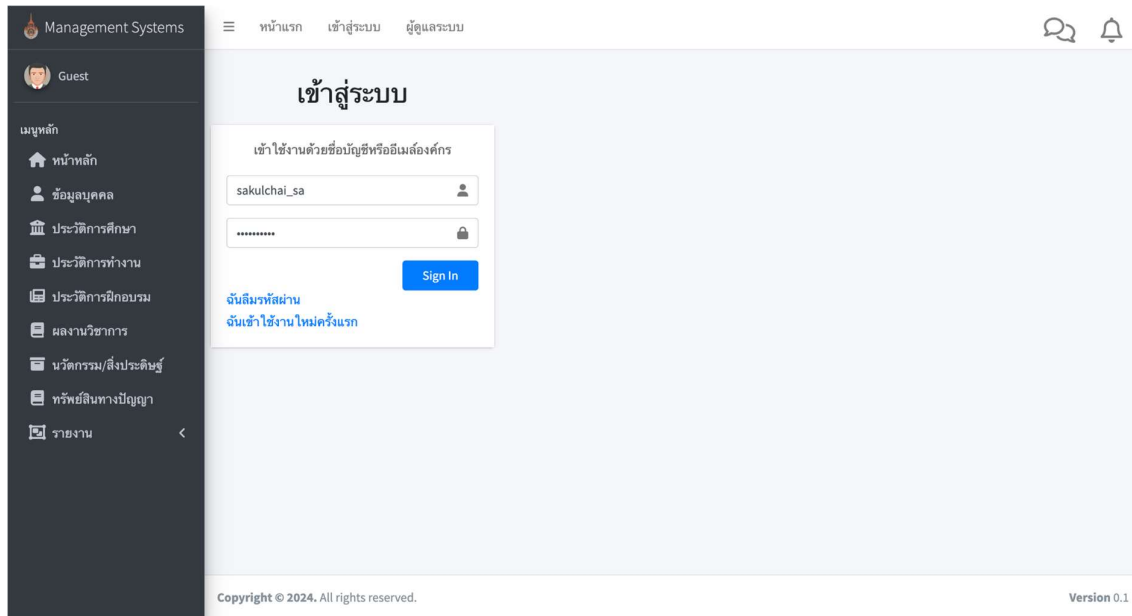 Management Systems
หน้าแรก เข้าสู่ระบบ ผู้ดูแลระบบ
Guest
เมนูหลัก
หน้าหลัก
ข้อมูลบุคคล
ประวัติการศึกษา
ประวัติการทำงาน
ประวัติการฝึกอบรม
ผลงานวิชาการ
นวัตกรรม/สิ่งประดิษฐ์
ทรัพย์สินทางปัญญา
รายงาน
เข้าสู่ระบบ
เข้าใช้งานด้วยชื่อบัญชีหรืออีเมล์องค์กร
sakulchai_sa
••••••••••
Sign In
ฉันลืมรหัสผ่าน
ฉันเข้าใช้งานใหม่ครั้งแรก
Copyright © 2024. All rights reserved.
Version 0.1